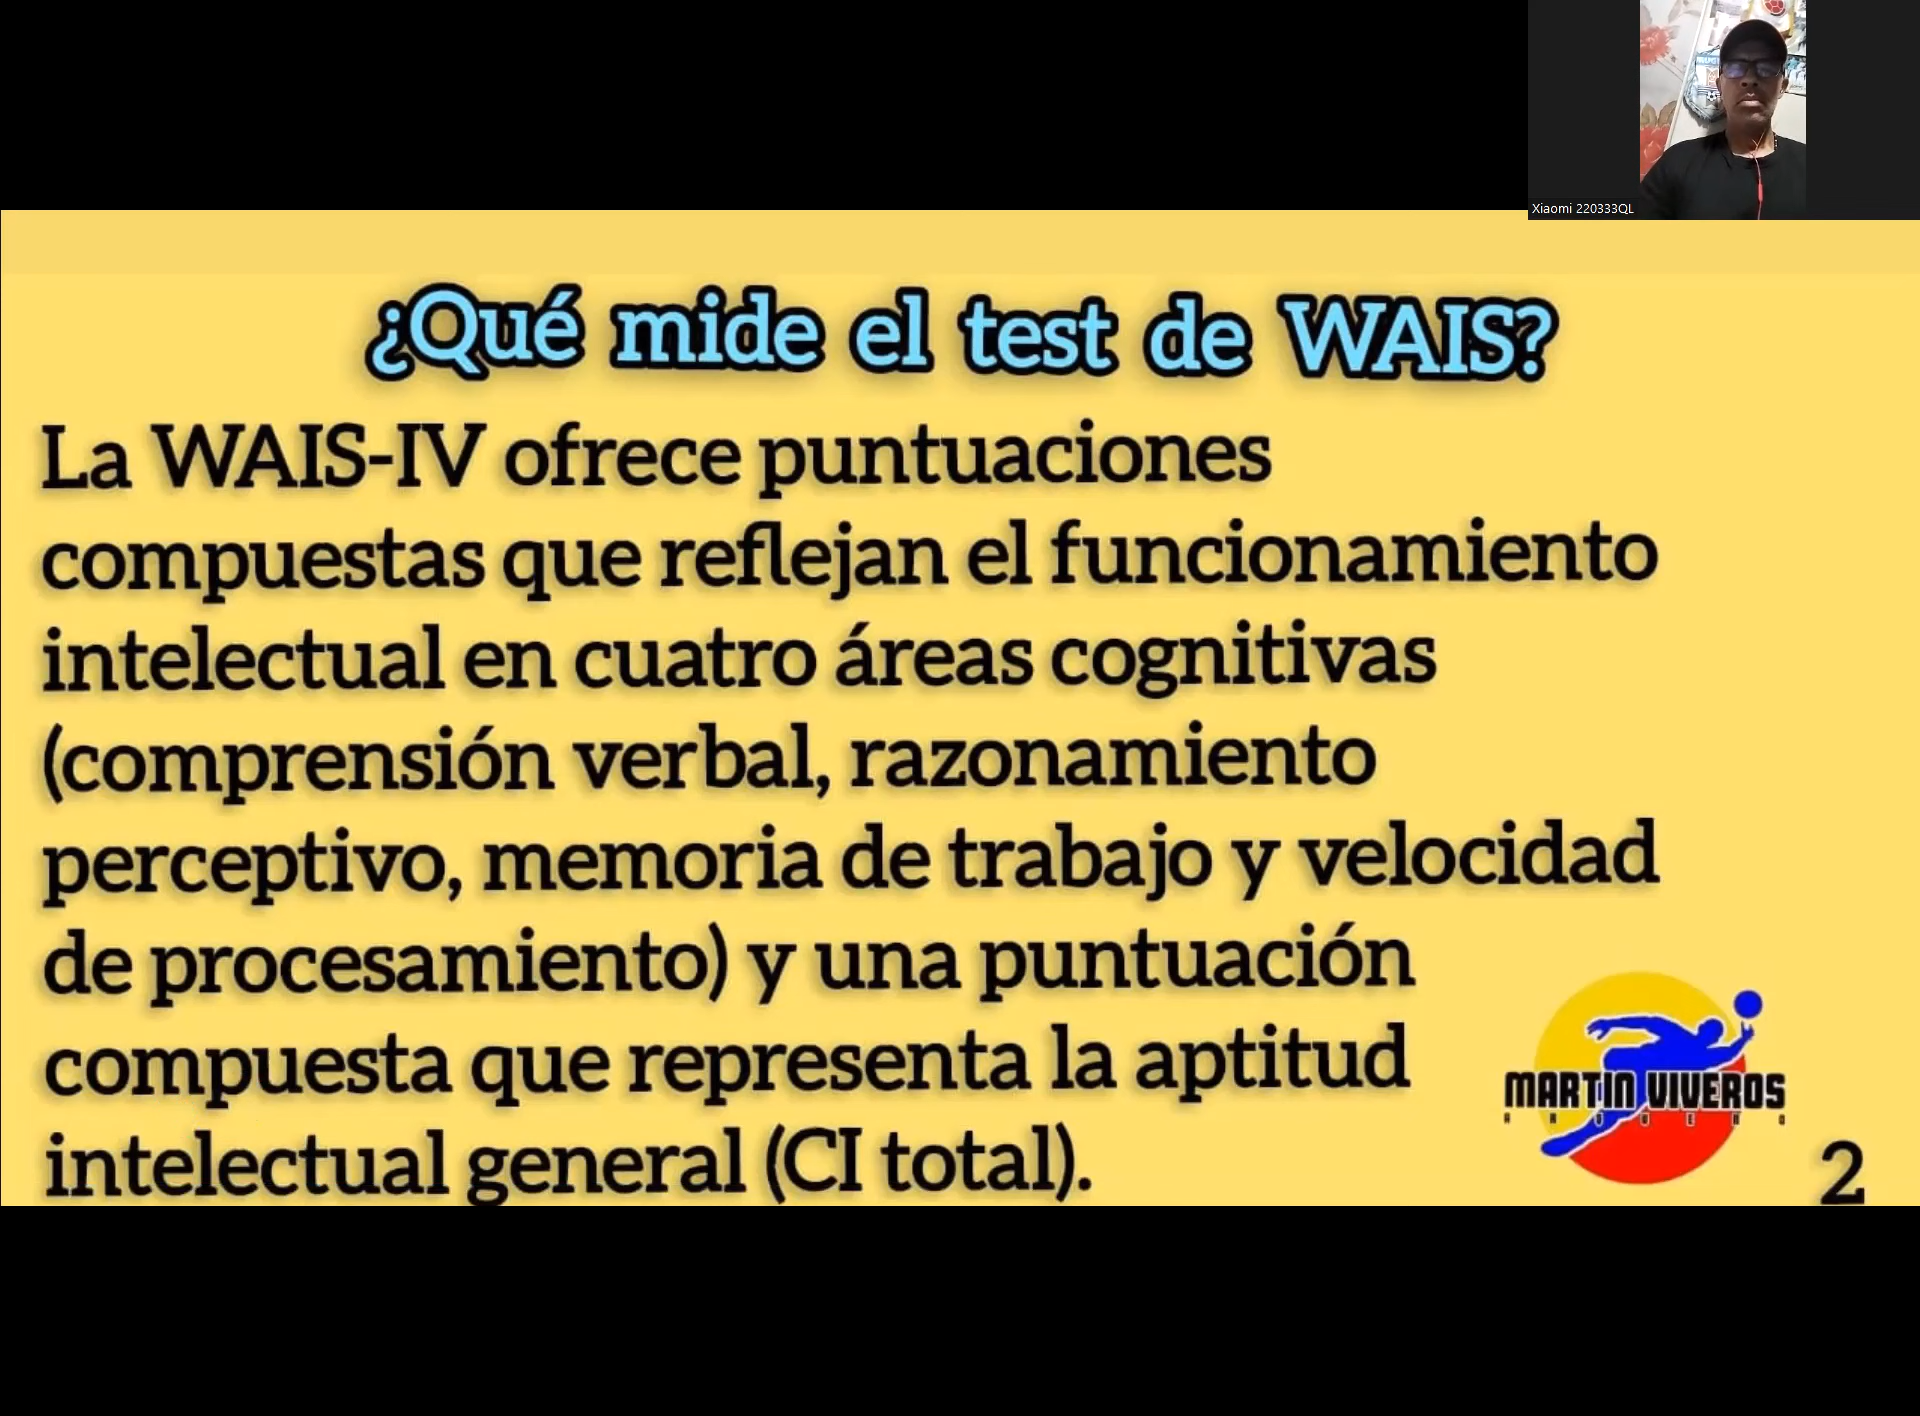 Xiaomi 220333QL
¿Qué mide el test de WAIS?
La WAIS-IV ofrece puntuaciones
compuestas que reflejan el funcionamiento
intelectual en cuatro áreas cognitivas
(comprensión verbal, razonamiento
perceptivo, memoria de trabajo y velocidad
de procesamiento) y una puntuación
compuesta que representa la aptitud
intelectual general (CI total).
MARTIN VIVEROS
2